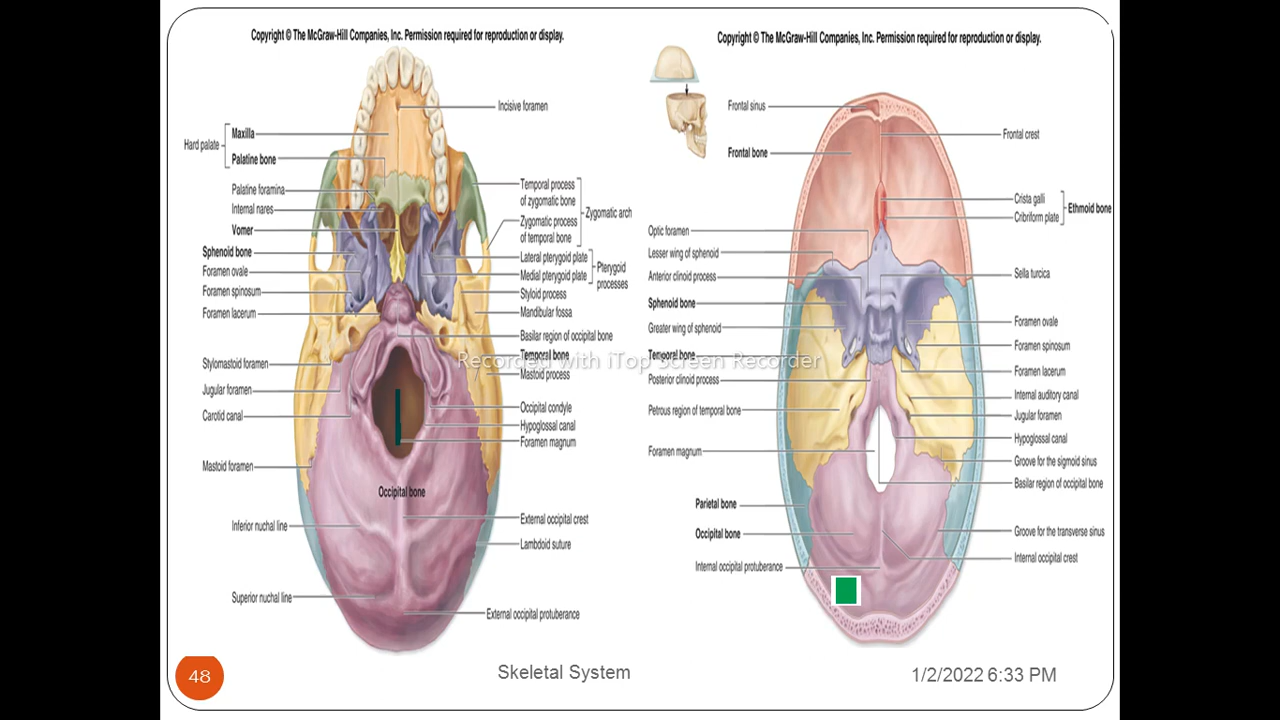 Copyright © The McGraw-Hill Companies, Inc. Permission required for reproduction or display.
Incisive foramen
Hard palate
Maxilla
Palatine bone
Palatine foramina
Internal nares
Vomer
Sphenoid bone
Foramen ovale
Foramen spinosum
Foramen lacerum
Stylomastoid foramen
Jugular foramen
Carotid canal
Mastoid foramen
Inferior nuchal line
Superior nuchal line
Temporal process
of zygomatic bone
Zygomatic process
of temporal bone
Zygomatic arch
Lateral pterygoid plate
Medial pterygoid plate
Pterygoid
processes
Styloid process
Mandibular fossa
Basilar region of occipital bone
Temporal bone
Mastoid process
Occipital condyle
Hypoglossal canal
Foramen magnum
Occipital bone
External occipital crest
Lambdoid suture
External occipital protuberance
Recorded with iTop Screen Recorder
Copyright © The McGraw-Hill Companies, Inc. Permission required for reproduction or display.
Frontal sinus
Frontal bone
Optic foramen
Lesser wing of sphenoid
Anterior clinoid process
Sphenoid bone
Greater wing of sphenoid
Temporal bone
Posterior clinoid process
Petrous region of temporal bone
Foramen magnum
Parietal bone
Occipital bone
Internal occipital protuberance
Frontal crest
Crista galli
Cribriform plate
Ethmoid bone
Sella turcica
Foramen ovale
Foramen spinosum
Foramen lacerum
Internal auditory canal
Jugular foramen
Hypoglossal canal
Groove for the sigmoid sinus
Basilar region of occipital bone
Groove for the transverse sinus
Internal occipital crest
48
Skeletal System
1/2/2022 6:33 PM